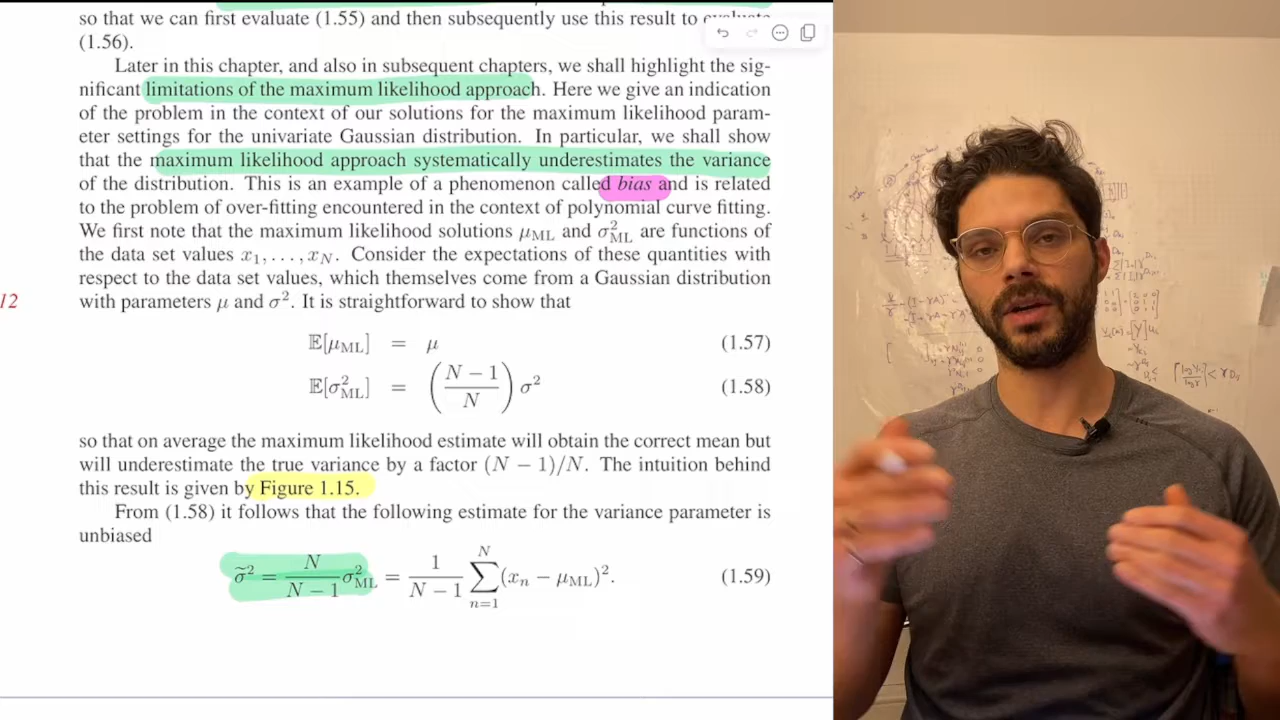 so that we can first evaluate (1.55) and then subsequently use this result to evaluate
(1.56).
Later in this chapter, and also in subsequent chapters, we shall highlight the sig-
nificant limitations of the maximum likelihood approach. Here we give an indication
of the problem in the context of our solutions for the maximum likelihood param-
eter settings for the univariate Gaussian distribution. In particular, we shall show
that the maximum likelihood approach systematically underestimates the variance
of the distribution. This is an example of a phenomenon called bias and is related
to the problem of over-fitting encountered in the context of polynomial curve fitting.
We first note that the maximum likelihood solutions μML and σ²ML are functions of
the data set values x1, . . . , xN. Consider the expectations of these quantities with
respect to the data set values, which themselves come from a Gaussian distribution
12
with parameters μ and σ². It is straightforward to show that
𝔼[μML] = μ (1.57)
𝔼[σ²ML] = ((N − 1)/N) σ² (1.58)
so that on average the maximum likelihood estimate will obtain the correct mean but
will underestimate the true variance by a factor (N − 1)/N. The intuition behind
this result is given by Figure 1.15.
From (1.58) it follows that the following estimate for the variance parameter is
unbiased
σ̃² = N/(N − 1) σ²ML = 1/(N − 1) ∑ n=1 N (xn − μML)². (1.59)